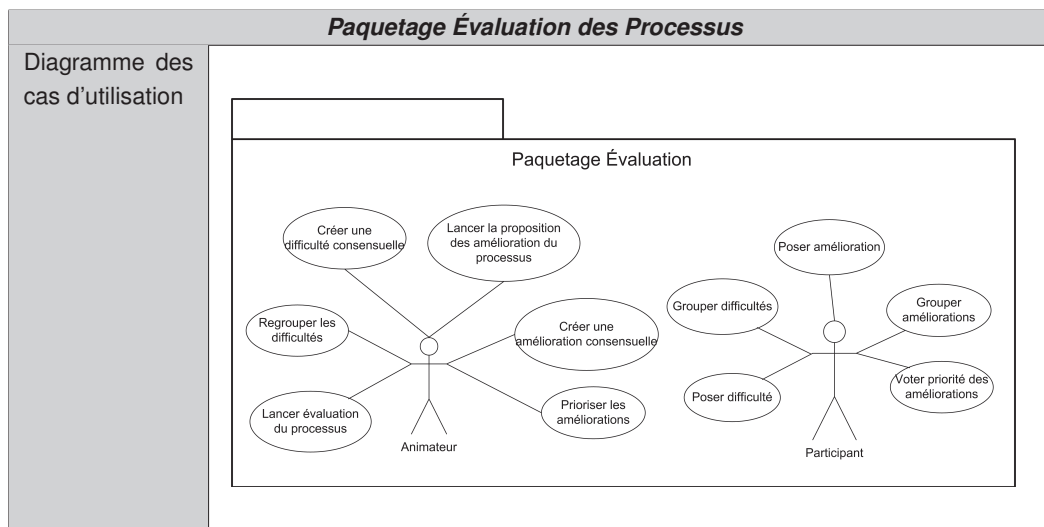 Paquetage Évaluation des Processus
Diagramme des
cas d'utilisation
Paquetage Évaluation
Créer une
difficulté consensuelle
Lancer la proposition
des amélioration du
processus
Regrouper les
difficultés
Créer une
amélioration consensuelle
Lancer évaluation
du processus
Prioriser les
améliorations
Animateur
Poser amélioration
Grouper difficultés
Grouper
améliorations
Poser difficulté
Voter priorité des
améliorations
Participant